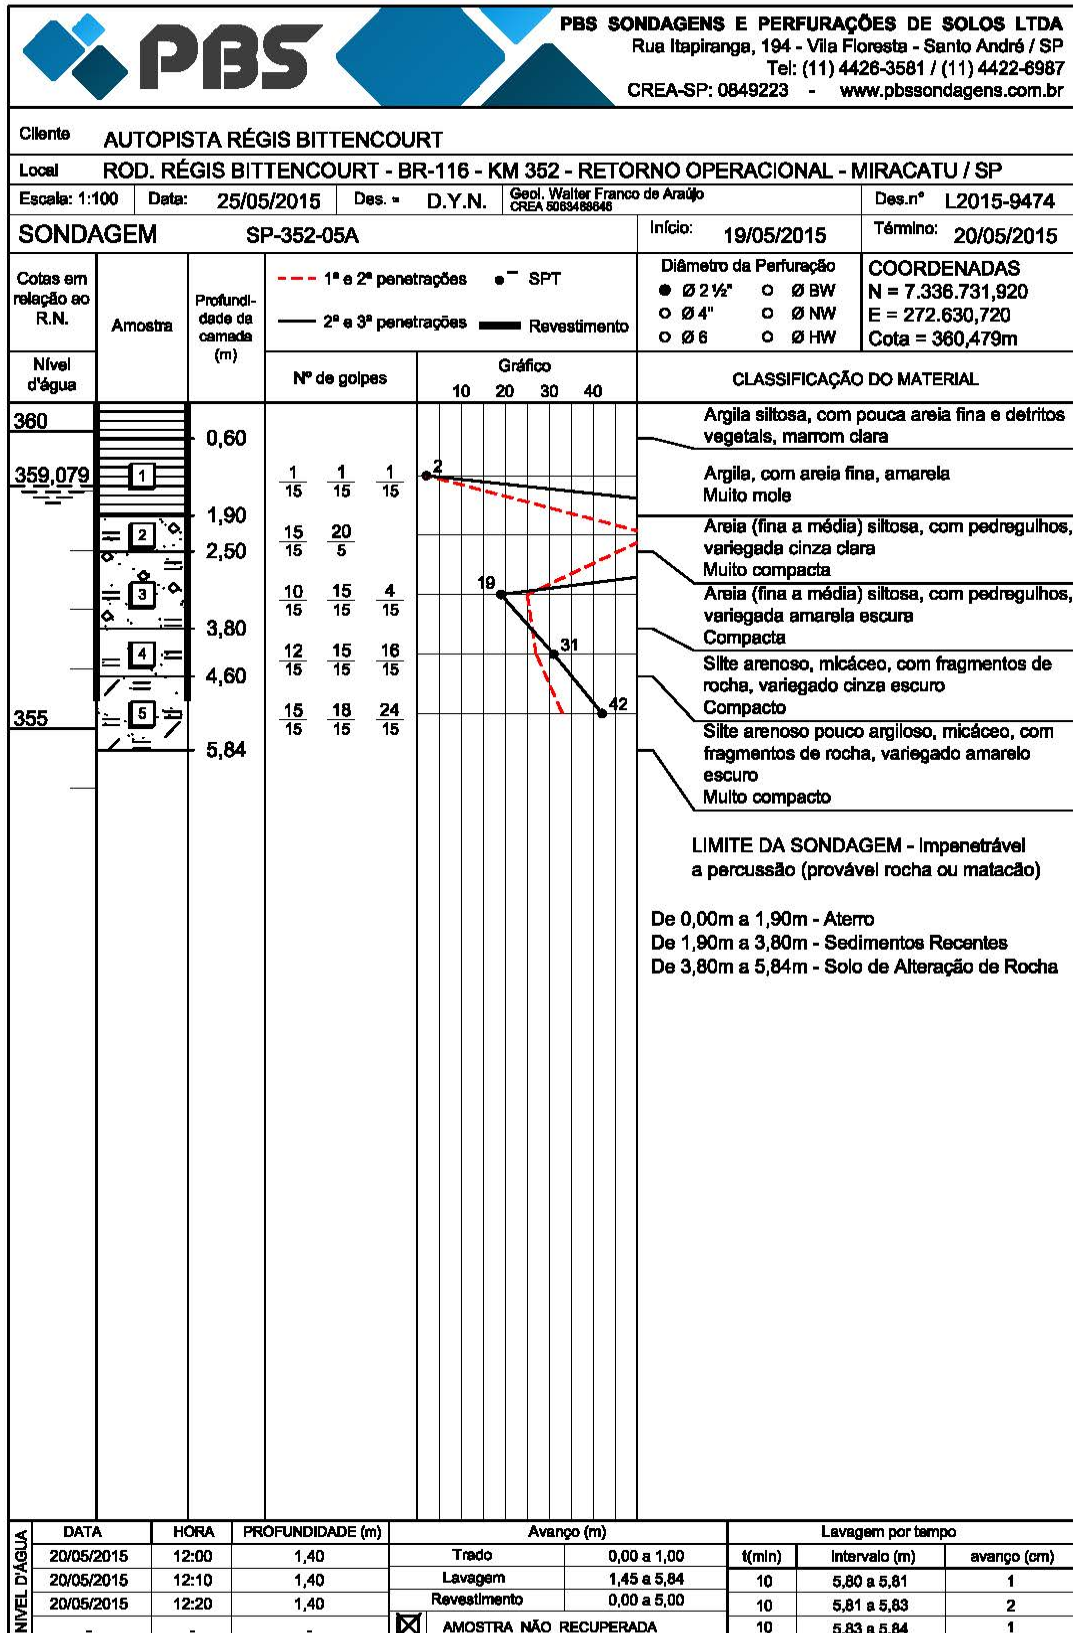 PBS
PBS SONDAGENS E PERFURAÇÕES DE SOLOS LTDA
Rua Itapiranga, 194 - Vila Floresta - Santo André / SP
Tel: (11) 4426-3581 / (11) 4422-6987
CREA-SP: 0849223 - www.pbssondagens.com.br
Cliente AUTOPISTA RÉGIS BITTENCOURT
Local ROD. RÉGIS BITTENCOURT - BR-116 - KM 352 - RETORNO OPERACIONAL - MIRACATU / SP
Escala: 1:100 Data: 25/05/2015 Des. = D.Y.N. Geol. Walter Franco de Araújo Des.nº L2015-9474
SONDAGEM SP-352-05A Início: 19/05/2015 Término: 20/05/2015
Cotas em relação ao R.N.
Nível d'água
Amostra
Profundi-dade da camada (m)
1ª e 2ª penetrações SPT
2ª e 3ª penetrações Revestimento
Nº de golpes
Gráfico
10 20 30 40
Diâmetro da Perfuração
Ø 2 ½" Ø BW
Ø 4" Ø NW
Ø 6 Ø HW
COORDENADAS
N = 7.336.731,920
E = 272.630,720
Cota = 360,479m
CLASSIFICAÇÃO DO MATERIAL
360
0,60
Argila siltosa, com pouca areia fina e detritos
vegetais, marrom clara
359,079 1 1/15 1/15 1/15 2
Argila, com areia fina, amarela
Muito mole
1,90
2 15/15 20/5
2,50
Areia (fina a média) siltosa, com pedregulhos,
variegada cinza clara
Muito compacta
3 10/15 15/15 4/15 19
3,80
Areia (fina a média) siltosa, com pedregulhos,
variegada amarela escura
Compacta
4 12/15 15/15 16/15 31
4,60
Silte arenoso, micáceo, com fragmentos de
rocha, variegado cinza escuro
Compacto
355 5 15/15 18/15 24/15 42
5,84
Silte arenoso pouco argiloso, micáceo, com
fragmentos de rocha, variegado amarelo
escuro
Muito compacto
LIMITE DA SONDAGEM - Impenetrável
a percussão (provável rocha ou matacão)
De 0,00m a 1,90m - Aterro
De 1,90m a 3,80m - Sedimentos Recentes
De 3,80m a 5,84m - Solo de Alteração de Rocha
NIVEL D'ÁGUA
DATA HORA PROFUNDIDADE (m)
20/05/2015 12:00 1,40
20/05/2015 12:10 1,40
20/05/2015 12:20 1,40
- - -
Avanço (m)
Trado 0,00 a 1,00
Lavagem 1,45 a 5,84
Revestimento 0,00 a 5,00
AMOSTRA NÃO RECUPERADA
Lavagem por tempo
t(min) intervalo (m) avanço (cm)
10 5,80 a 5,81 1
10 5,81 a 5,83 2
10 5,83 a 5,84 1